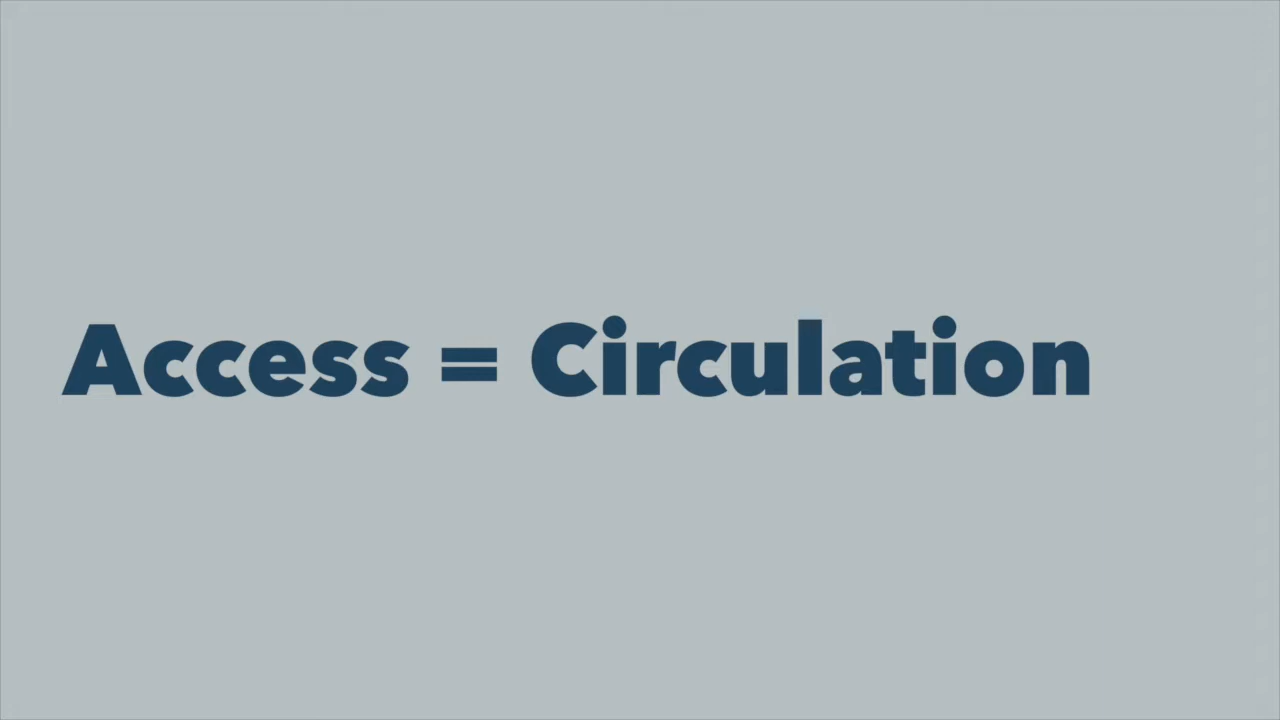 Access = Circulation